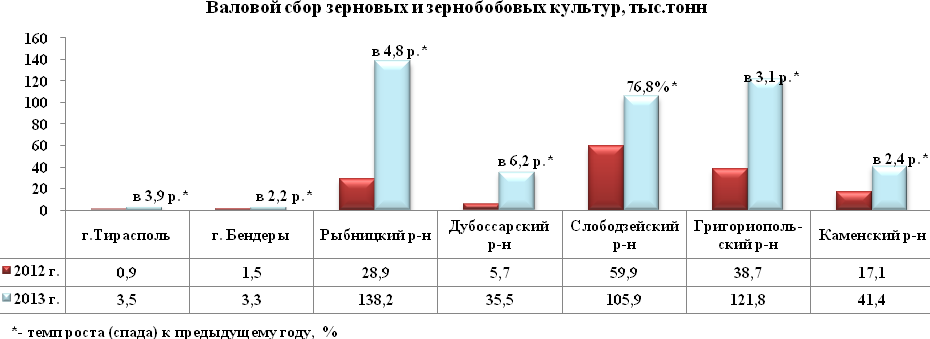 Валовой сбор зерновых и зернобобовых культур, тыс.тонн
160
140
120
100
80
60
40
20
0
в 3,9 р.*
в 2,2 р.*
в 4,8 р.*
в 6,2 р.*
76,8%*
в 3,1 р.*
в 2,4 р.*
г.Тирасполь г. Бендеры Рыбницкий р-н Дубоссарский р-н Слободзейский р-н Григориополь-ский р-н Каменский р-н
2012 г. 0,9 1,5 28,9 5,7 59,9 38,7 17,1
2013 г. 3,5 3,3 138,2 35,5 105,9 121,8 41,4
*- темп роста (спада) к предыдущему году, %